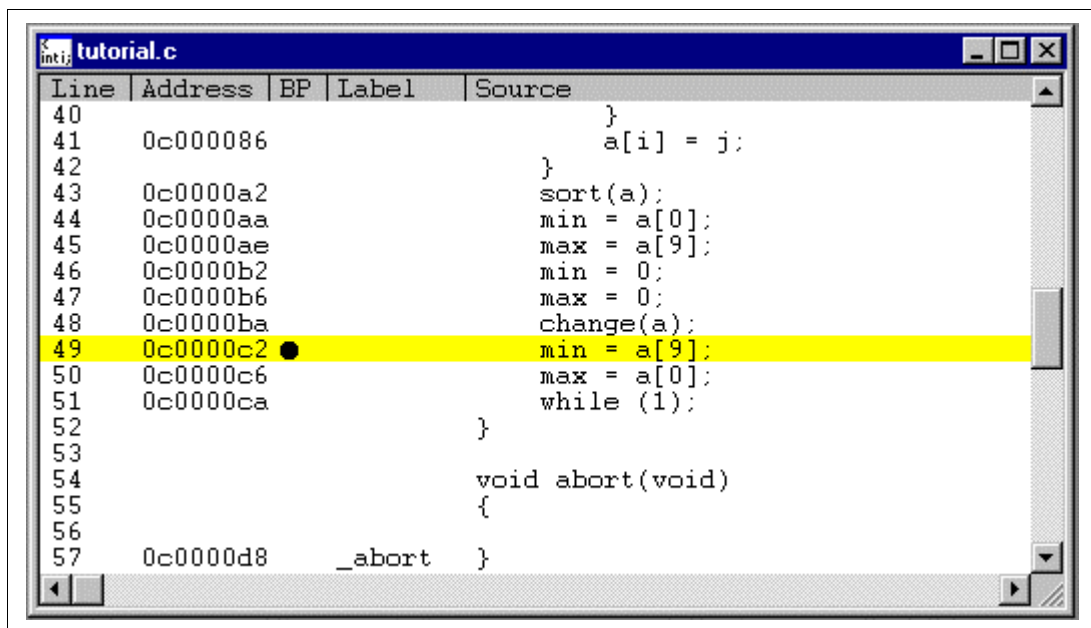 int i; tutorial.c
Line Address BP Label Source
40 }
41 0c000086 a[i] = j;
42 }
43 0c0000a2 sort(a);
44 0c0000aa min = a[0];
45 0c0000ae max = a[9];
46 0c0000b2 min = 0;
47 0c0000b6 max = 0;
48 0c0000ba change(a);
49 0c0000c2 min = a[9];
50 0c0000c6 max = a[0];
51 0c0000ca while (1);
52 }
53
54 void abort(void)
55 {
56
57 0c0000d8 _abort }